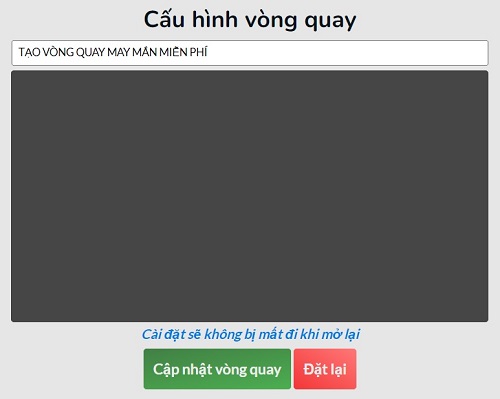 Cấu hình vòng quay
TẠO VÒNG QUAY MAY MẮN MIỄN PHÍ
Cài đặt sẽ không bị mất đi khi mở lại
Cập nhật vòng quay
Đặt lại